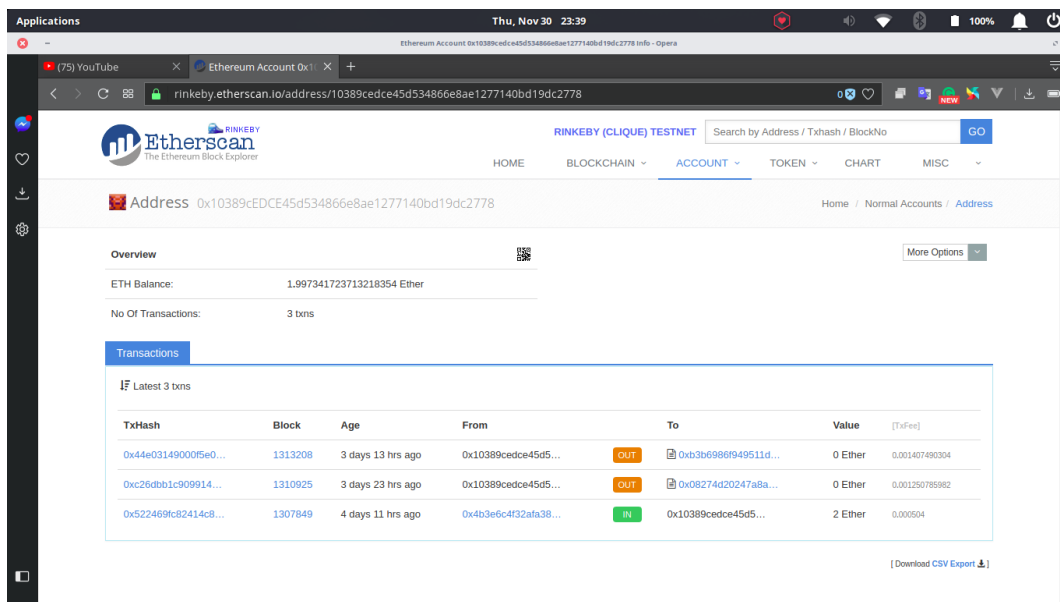 Applications
Thu, Nov 30 23:39
100%
Ethereum Account 0x10389cedce45d534866e8ae1277140bd19dc2778 Info - Opera
(75) YouTube
Ethereum Account 0x1
rinkeby.etherscan.io/address/10389cedce45d534866e8ae1277140bd19dc2778
0
NEW
RINKEBY
Etherscan
The Ethereum Block Explorer
RINKEBY (CLIQUE) TESTNET
Search by Address / Txhash / BlockNo
GO
HOME BLOCKCHAIN ACCOUNT TOKEN CHART MISC
Address 0x10389cEDCE45d534866e8ae1277140bd19dc2778
Home / Normal Accounts / Address
Overview
More Options
ETH Balance: 1.997341723713218354 Ether
No Of Transactions: 3 txns
Transactions
Latest 3 txns
TxHash Block Age From To Value [TxFee]
0x44e03149000f5e0... 1313208 3 days 13 hrs ago 0x10389cedce45d5... OUT 0xb3b6986f949511d... 0 Ether 0.001407490304
0xc26dbb1c909914... 1310925 3 days 23 hrs ago 0x10389cedce45d5... OUT 0x08274d20247a8a... 0 Ether 0.001250785982
0x522469fc82414c8... 1307849 4 days 11 hrs ago 0x4b3e6c4f32afa38... IN 0x10389cedce45d5... 2 Ether 0.000504
[ Download CSV Export ]